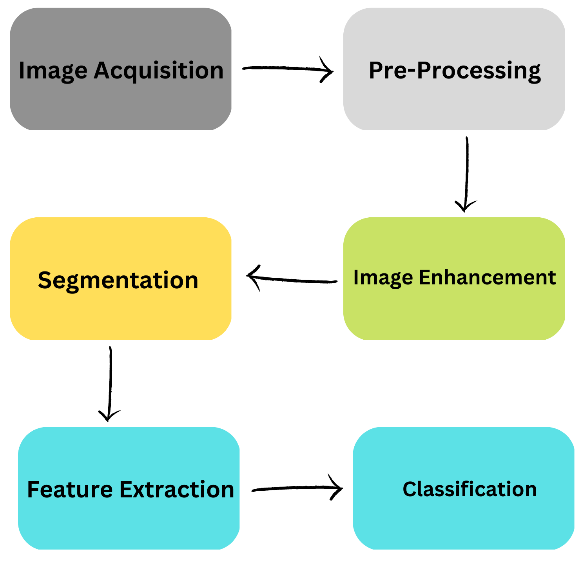 Image Acquisition
Pre-Processing
Image Enhancement
Segmentation
Feature Extraction
Classification